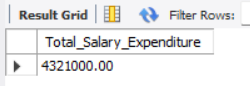 Result Grid Filter Rows:
Total_Salary_Expenditure
4321000.00